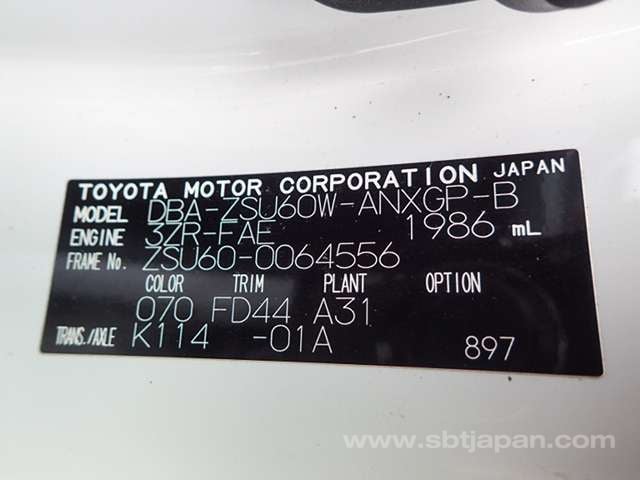 TOYOTA MOTOR CORPORATION JAPAN
MODEL DBA-ZSU60W-ANXGP-B
ENGINE 3ZR-FAE 1986 mL
FRAME No. ZSU60-0064556
COLOR TRIM PLANT OPTION
070 FD44 A31
TRANS./AXLE K114 -01A 897
www.sbtjapan.com